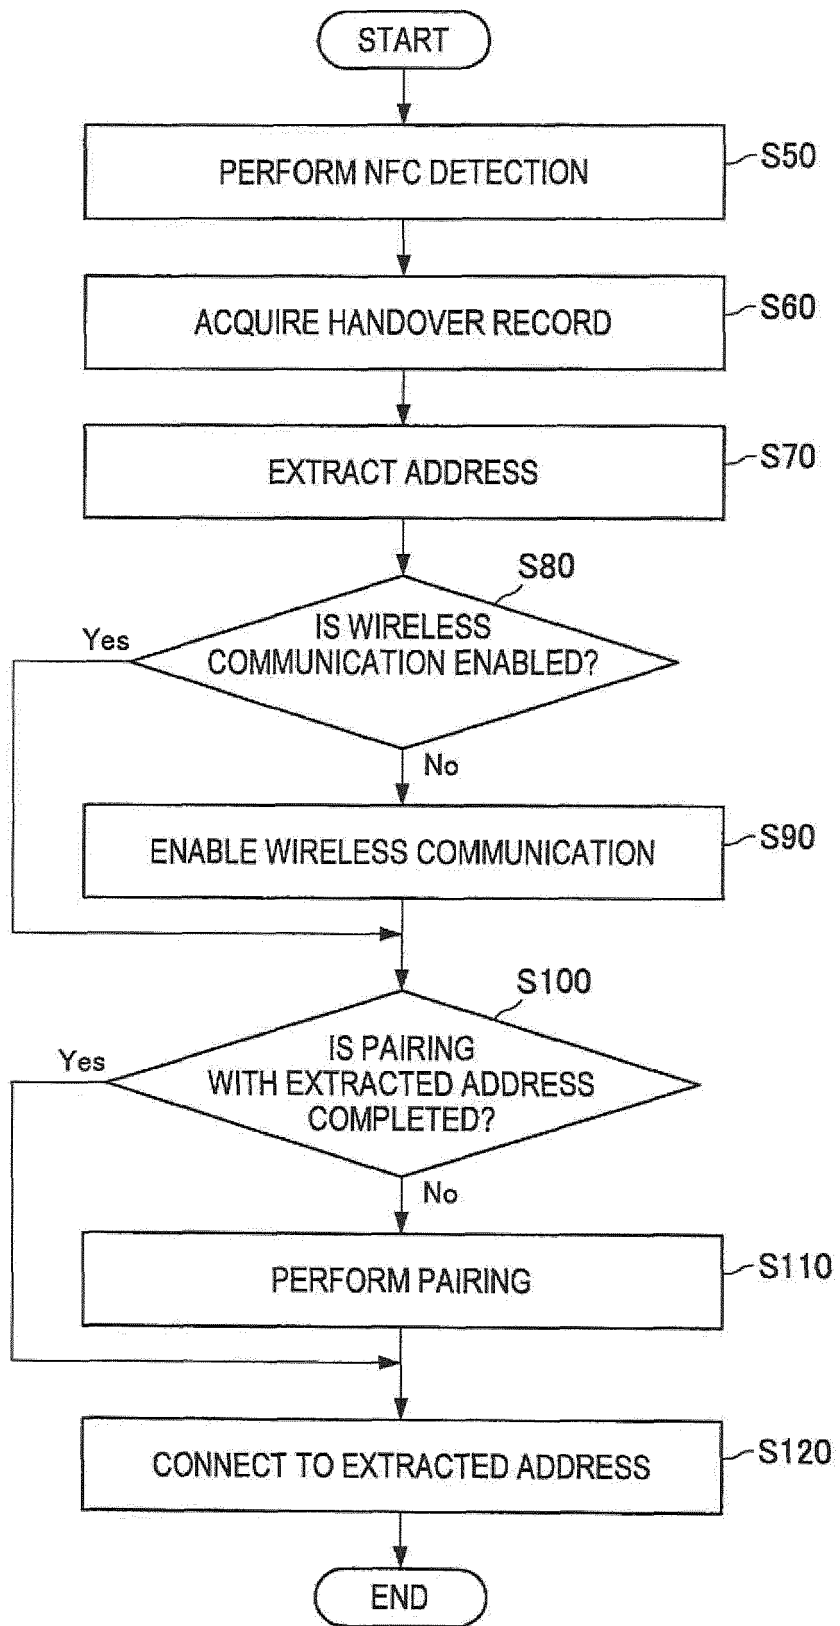 START
PERFORM NFC DETECTION
S50
ACQUIRE HANDOVER RECORD
S60
EXTRACT ADDRESS
S70
S80
IS WIRELESS
COMMUNICATION ENABLED?
Yes
No
ENABLE WIRELESS COMMUNICATION
S90
S100
IS PAIRING
WITH EXTRACTED ADDRESS
COMPLETED?
Yes
No
PERFORM PAIRING
S110
CONNECT TO EXTRACTED ADDRESS
S120
END